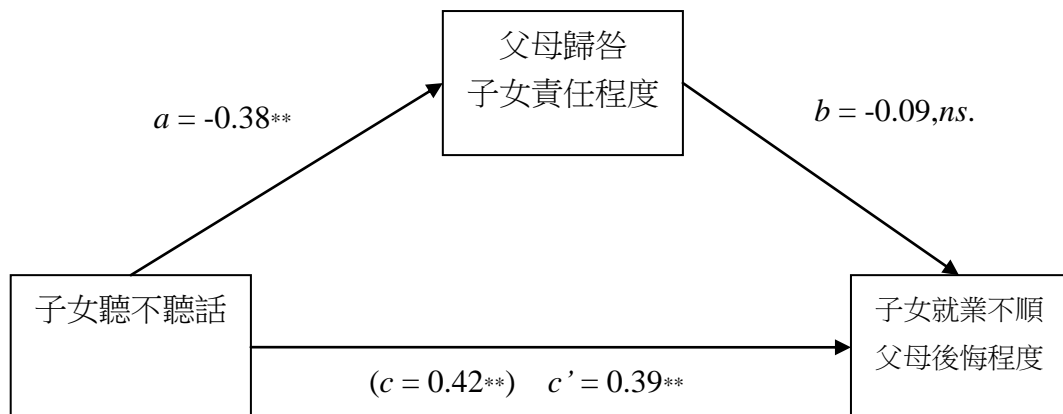 父母歸咎
子女責任程度
a = -0.38**
b = -0.09,ns.
子女聽不聽話
子女就業不順
父母後悔程度
(c = 0.42**) c’ = 0.39**